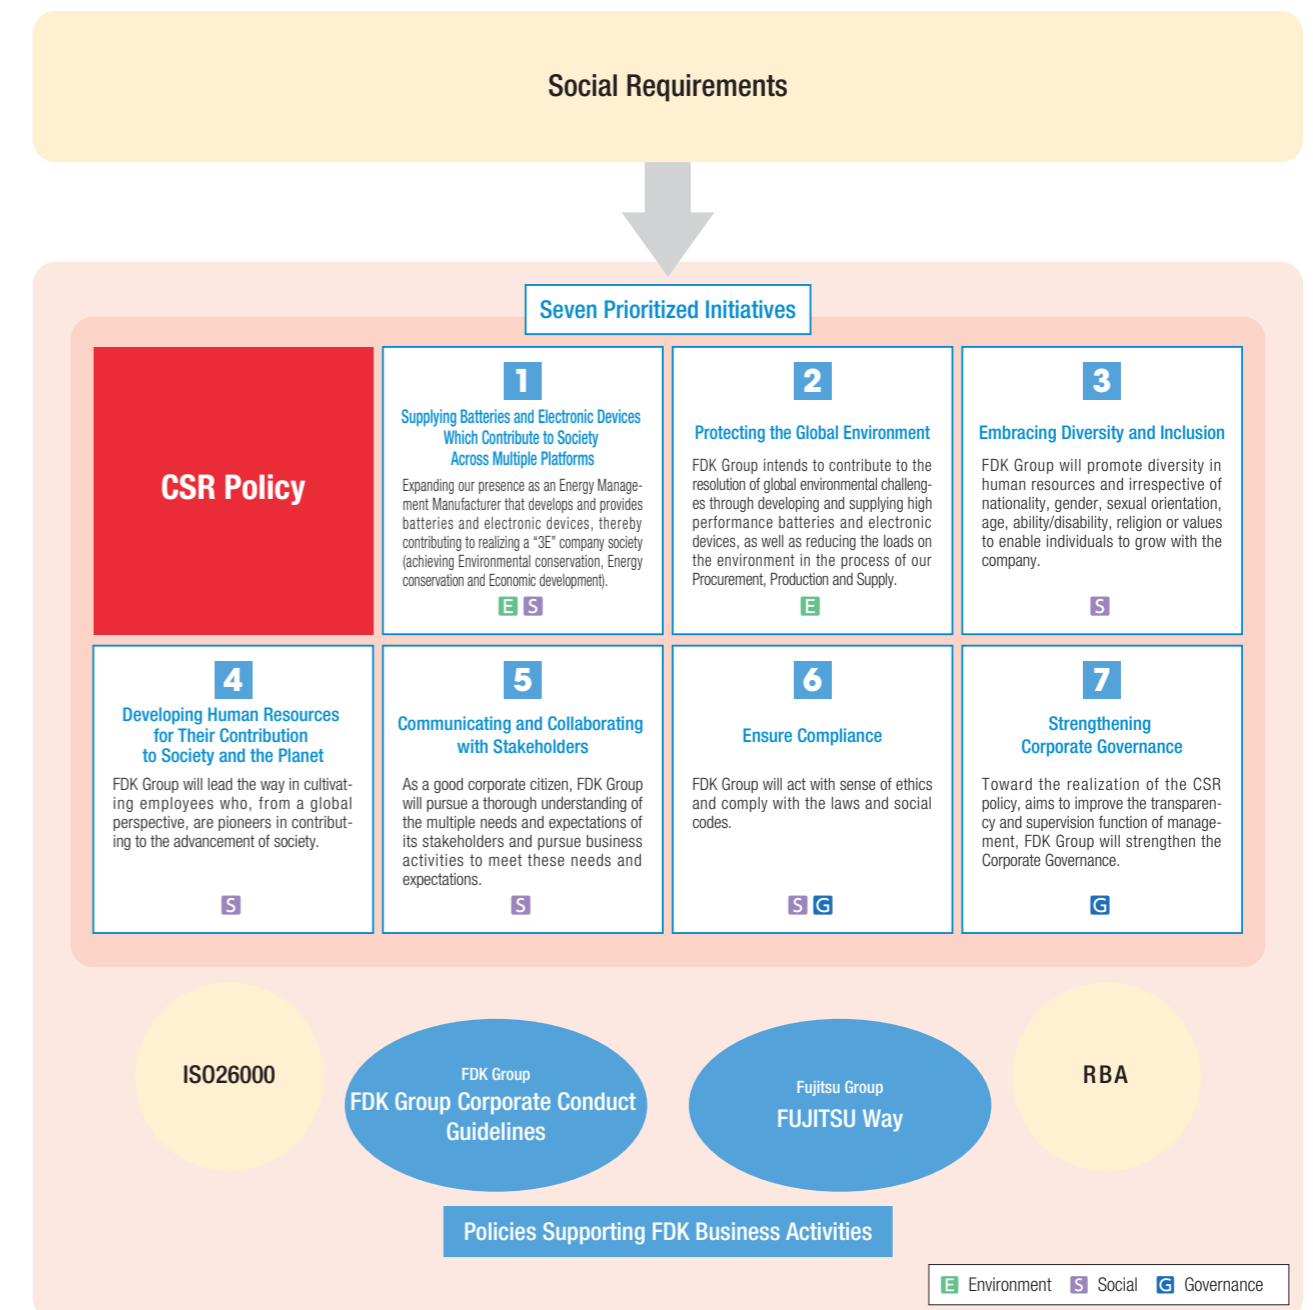 Social Requirements
Seven Prioritized Initiatives
CSR Policy
1
Supplying Batteries and Electronic Devices
Which Contribute to Society
Across Multiple Platforms
Expanding our presence as an Energy Manage-
ment Manufacturer that develops and provides
batteries and electronic devices, thereby
contributing to realizing a “3E” company society
(achieving Environmental conservation, Energy
conservation and Economic development).
E S
2
Protecting the Global Environment
FDK Group intends to contribute to the
resolution of global environmental challeng-
es through developing and supplying high
performance batteries and electronic
devices, as well as reducing the loads on
the environment in the process of our
Procurement, Production and Supply.
E
3
Embracing Diversity and Inclusion
FDK Group will promote diversity in
human resources and irrespective of
nationality, gender, sexual orientation,
age, ability/disability, religion or values
to enable individuals to grow with the
company.
S
4
Developing Human Resources
for Their Contribution
to Society and the Planet
FDK Group will lead the way in cultivat-
ing employees who, from a global
perspective, are pioneers in contribut-
ing to the advancement of society.
S
5
Communicating and Collaborating
with Stakeholders
As a good corporate citizen, FDK Group
will pursue a thorough understanding of
the multiple needs and expectations of
its stakeholders and pursue business
activities to meet these needs and
expectations.
S
6
Ensure Compliance
FDK Group will act with sense of ethics
and comply with the laws and social
codes.
S G
7
Strengthening
Corporate Governance
Toward the realization of the CSR
policy, aims to improve the transparen-
cy and supervision function of manage-
ment, FDK Group will strengthen the
Corporate Governance.
G
ISO26000
FDK Group
FDK Group Corporate Conduct
Guidelines
Fujitsu Group
FUJITSU Way
RBA
Policies Supporting FDK Business Activities
E Environment S Social G Governance